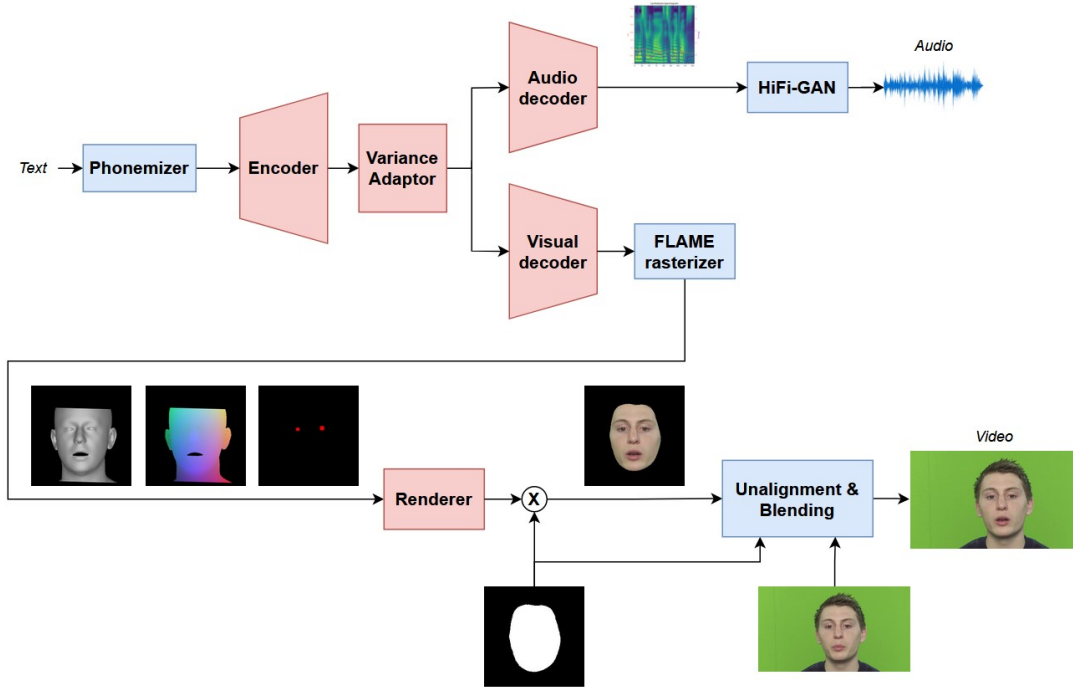 Text
Phonemizer
Encoder
Variance
Adaptor
Audio
decoder
HiFi-GAN
Audio
Visual
decoder
FLAME
rasterizer
Renderer
X
Unalignment &
Blending
Video